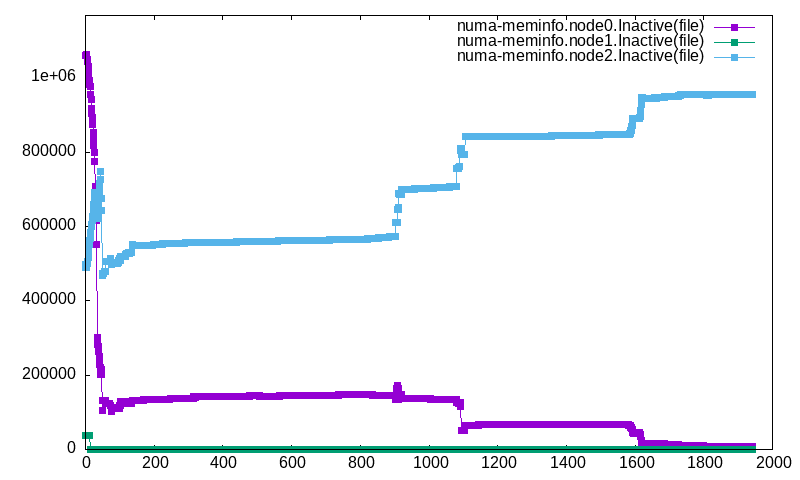 numa-meminfo.node0.Inactive(file)
numa-meminfo.node1.Inactive(file)
numa-meminfo.node2.Inactive(file)
1e+06
800000
600000
400000
200000
0
0 200 400 600 800 1000 1200 1400 1600 1800 2000